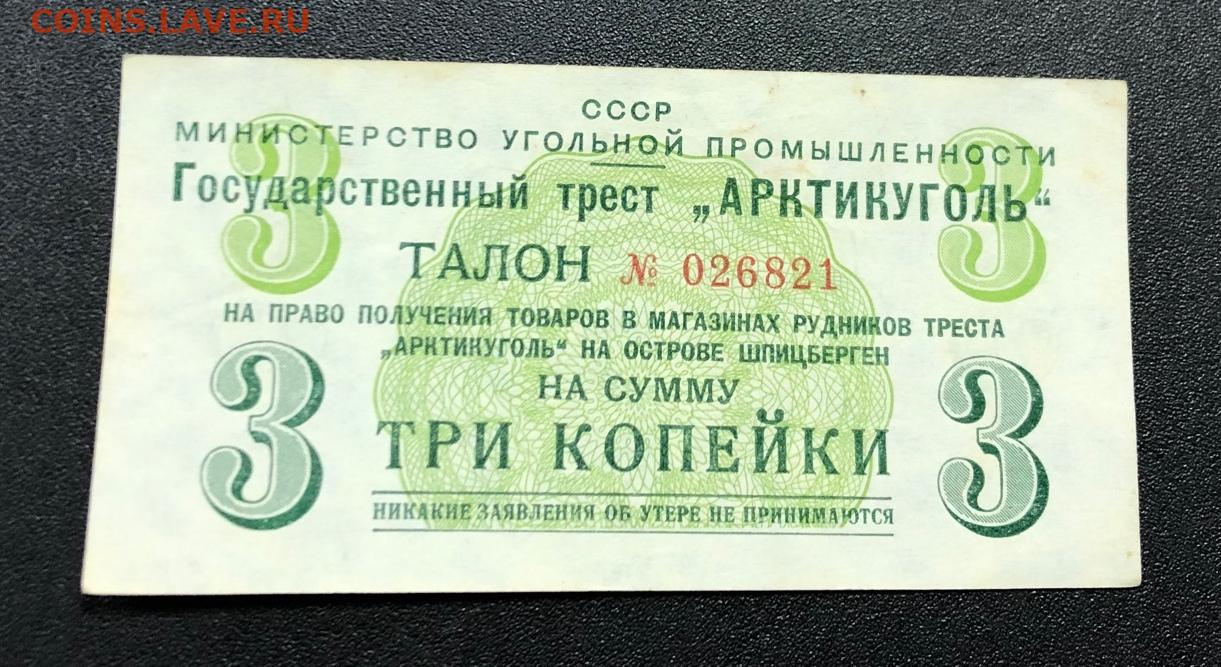 COINS.LAVE.RU
СССР
МИНИСТЕРСТВО УГОЛЬНОЙ ПРОМЫШЛЕННОСТИ
Государственный трест „АРКТИКУГОЛЬ“
ТАЛОН № 026821
НА ПРАВО ПОЛУЧЕНИЯ ТОВАРОВ В МАГАЗИНАХ РУДНИКОВ ТРЕСТА
„АРКТИКУГОЛЬ“ НА ОСТРОВЕ ШПИЦБЕРГЕН
НА СУММУ
ТРИ КОПЕЙКИ
НИКАКИЕ ЗАЯВЛЕНИЯ ОБ УТЕРЕ НЕ ПРИНИМАЮТСЯ
3 3
3 3